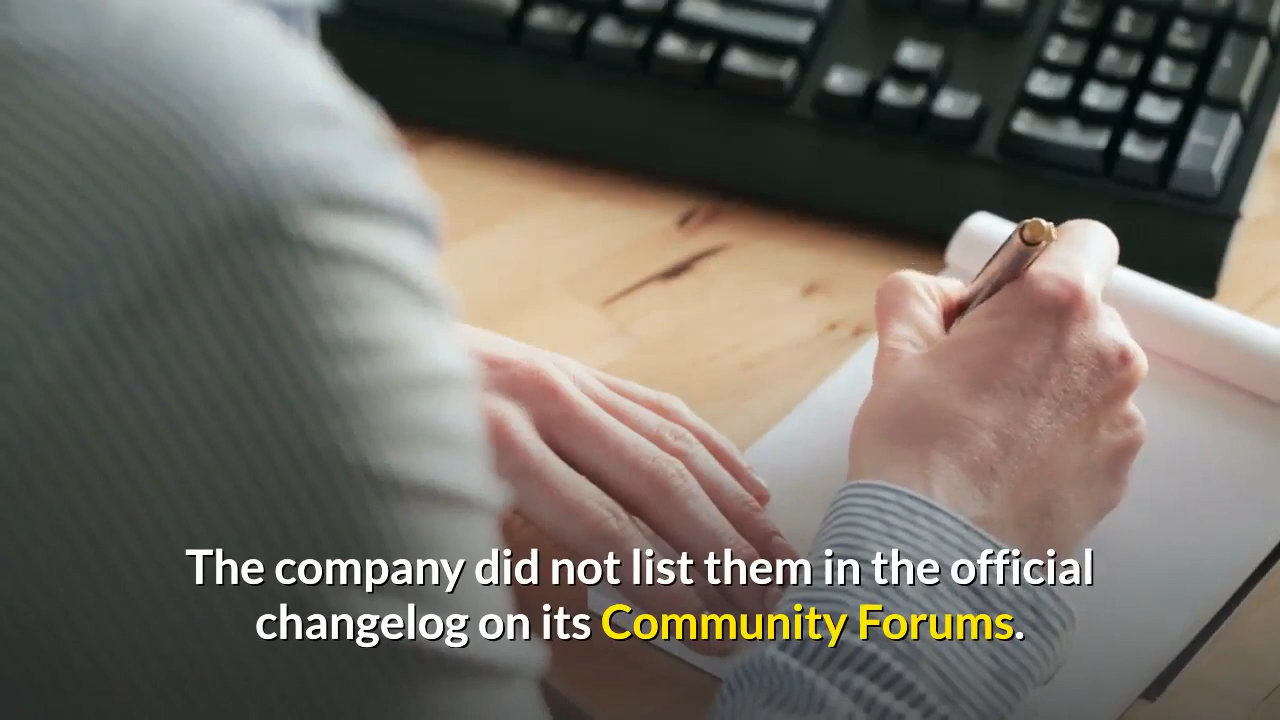 The company did not list them in the official
changelog on its Community Forums.